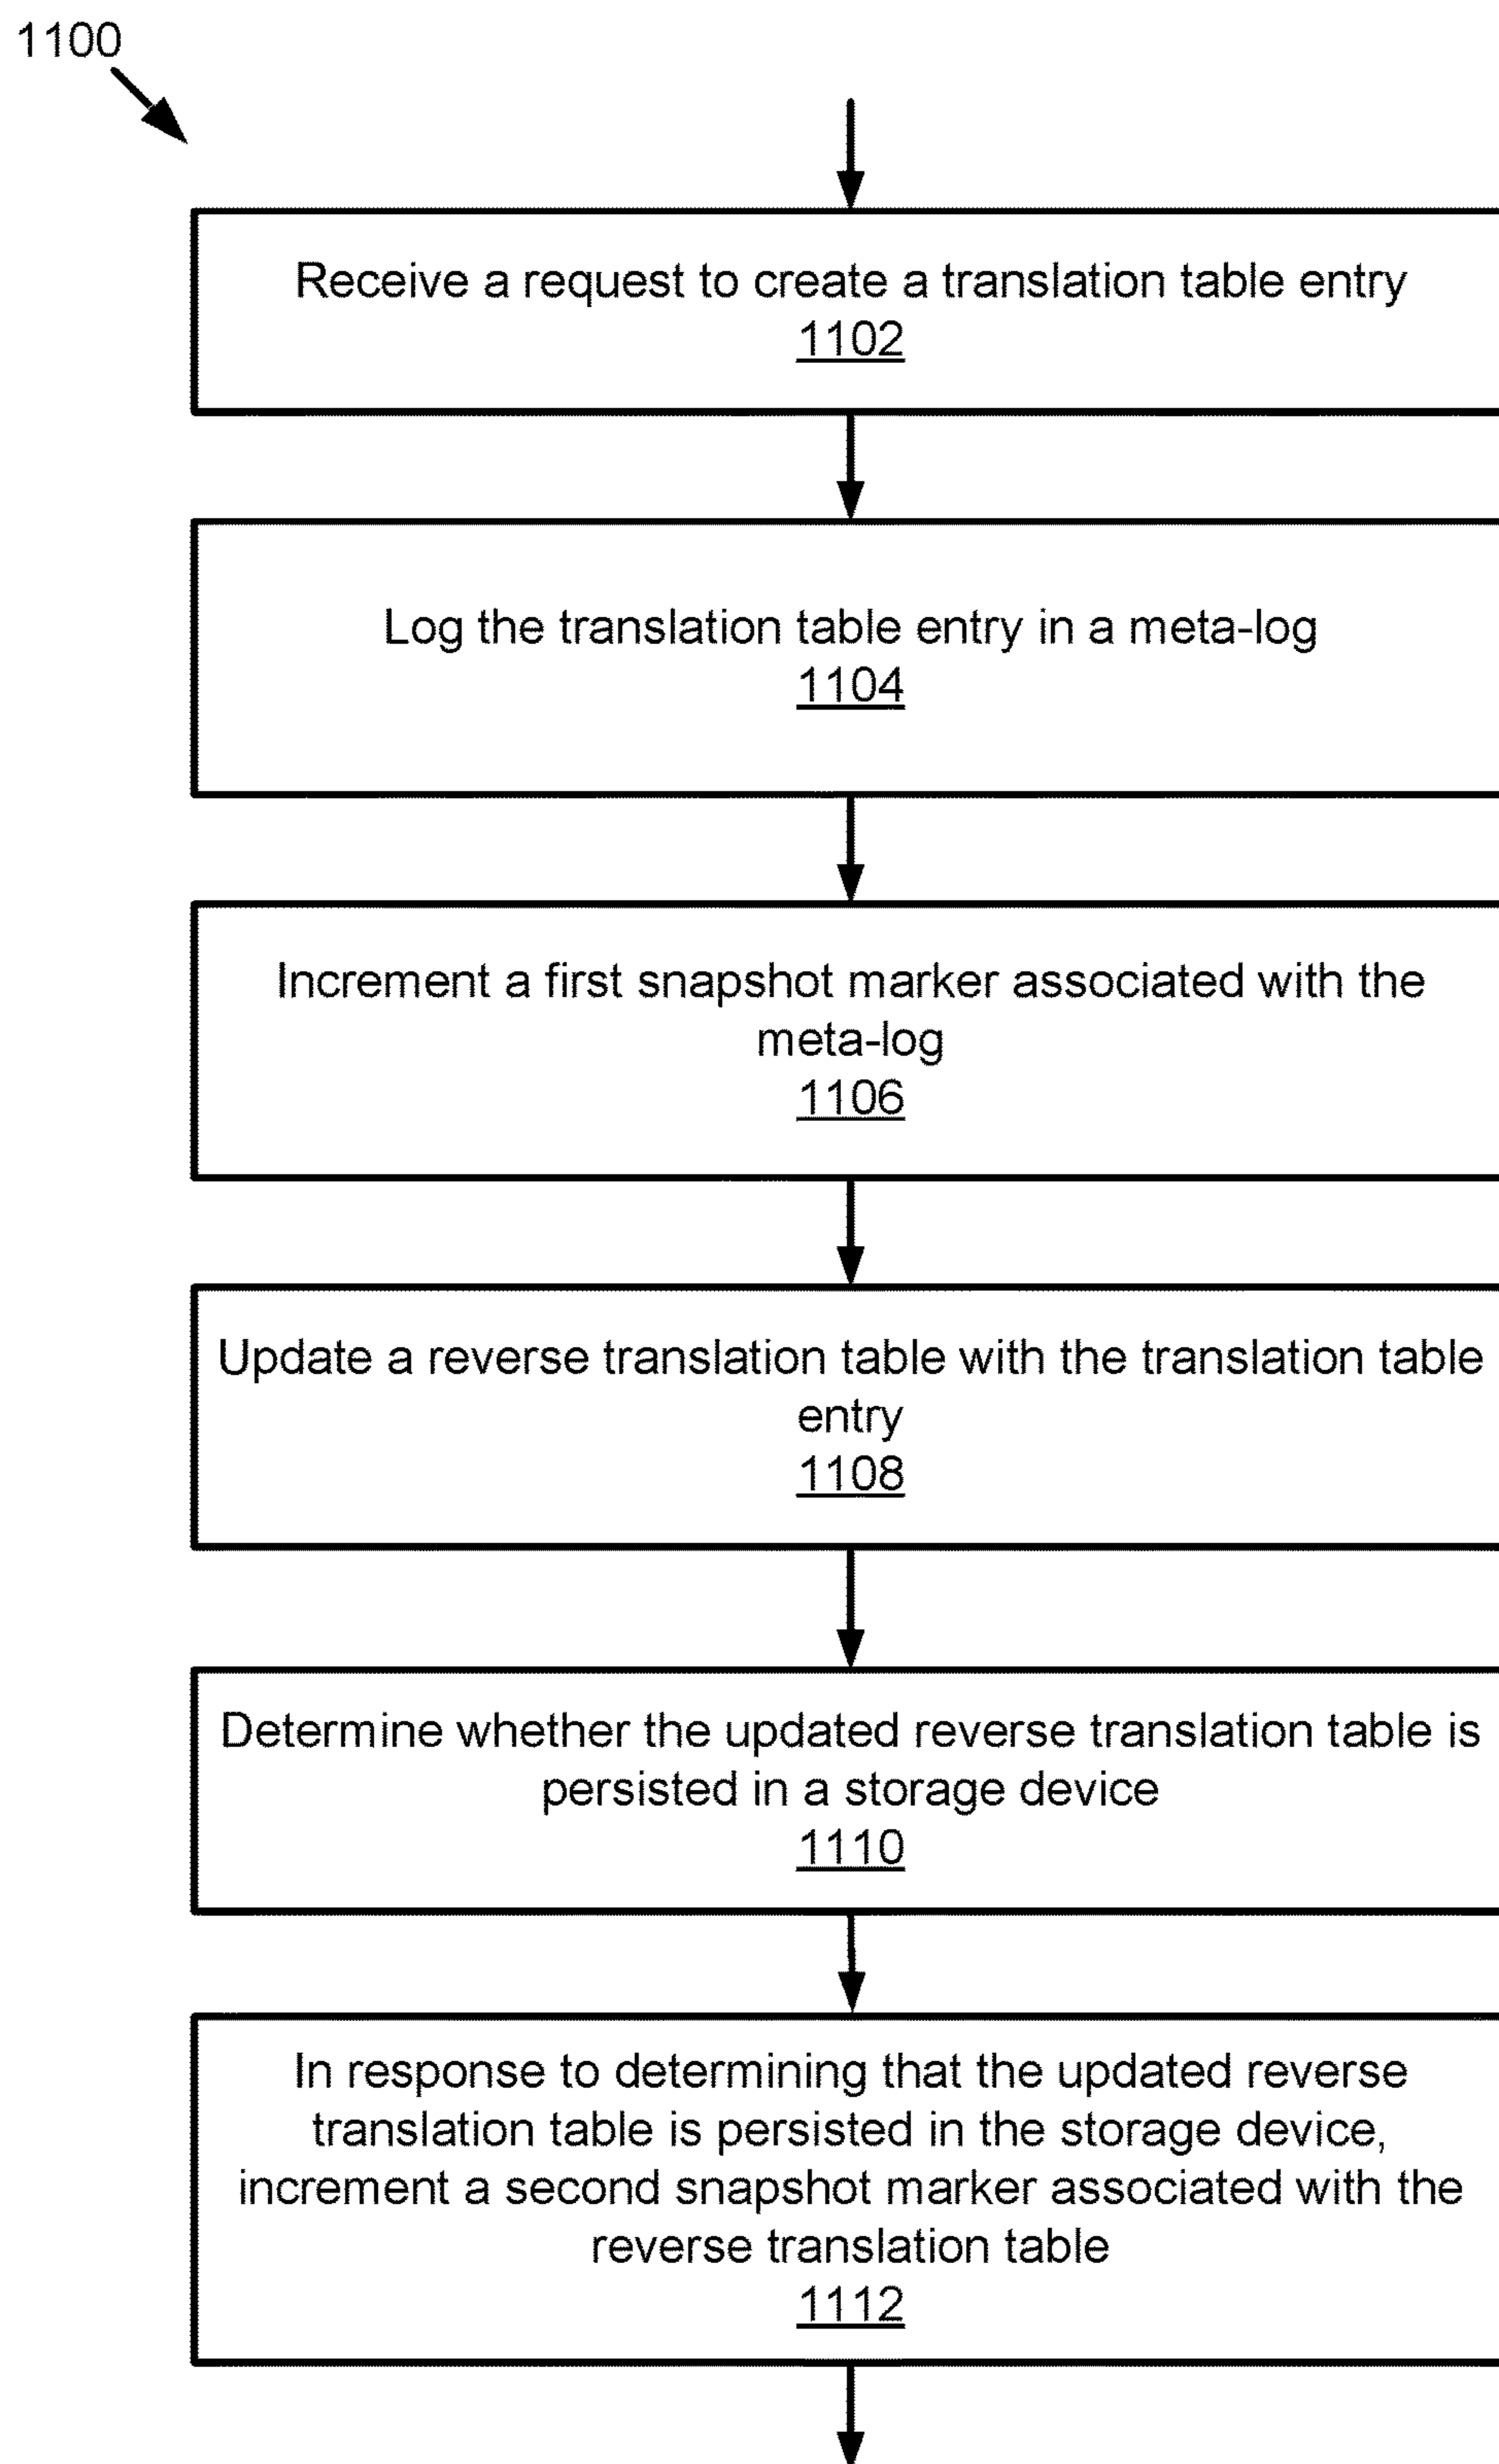 1100
Receive a request to create a translation table entry
1102
Log the translation table entry in a meta-log
1104
Increment a first snapshot marker associated with the
meta-log
1106
Update a reverse translation table with the translation table
entry
1108
Determine whether the updated reverse translation table is
persisted in a storage device
1110
In response to determining that the updated reverse
translation table is persisted in the storage device,
increment a second snapshot marker associated with the
reverse translation table
1112